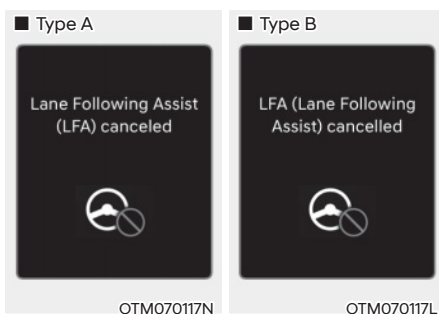 ■ Type A
Lane Following Assist
(LFA) canceled
OTM070117N
■ Type B
LFA (Lane Following
Assist) cancelled
OTM070117L